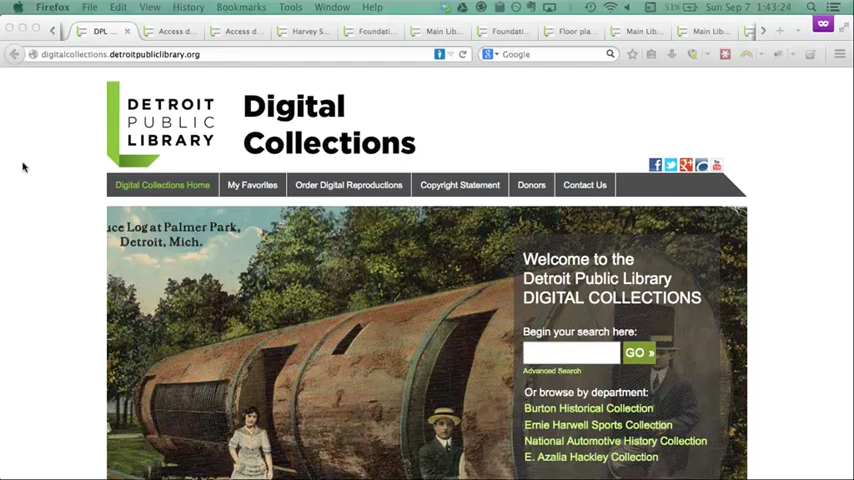 Firefox File Edit View History Bookmarks Tools Window Help 51% Sun Sep 7 1:43:24
DPL ... Access d... Access d... Harvey S... Foundati... Main Lib... Foundati... Floor pla... Main Lib... Main Lib...
digitalcollections.detroitpubliclibrary.org Google
DETROIT
PUBLIC
LIBRARY
Digital
Collections
Digital Collections Home My Favorites Order Digital Reproductions Copyright Statement Donors Contact Us
uce Log at Palmer Park,
Detroit, Mich.
Welcome to the
Detroit Public Library
DIGITAL COLLECTIONS
Begin your search here:
GO »
Advanced Search
Or browse by department:
Burton Historical Collection
Ernie Harwell Sports Collection
National Automotive History Collection
E. Azalia Hackley Collection